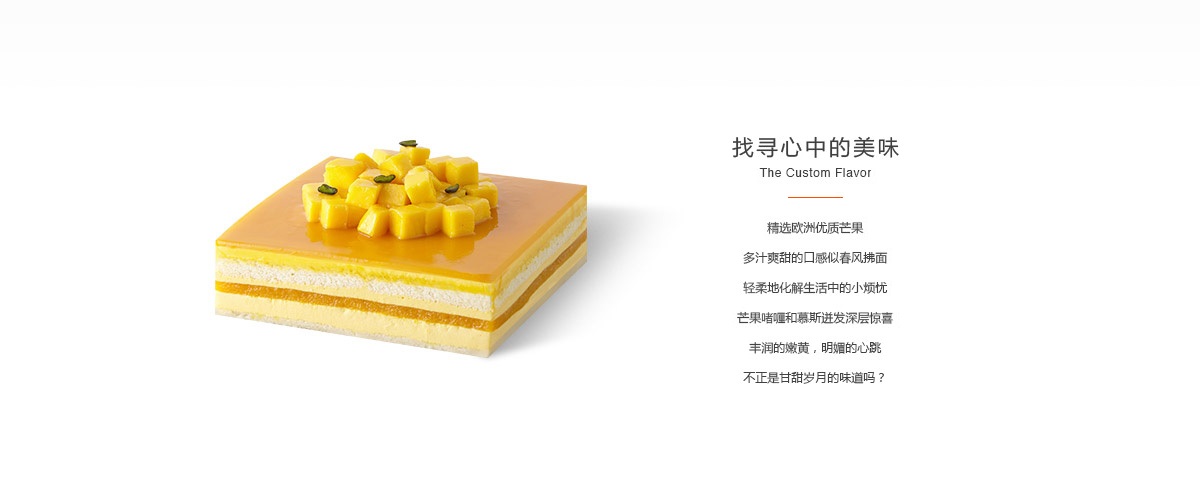 找寻心中的美味
The Custom Flavor
精选欧洲优质芒果
多汁爽甜的口感似春风拂面
轻柔地化解生活中的小烦忧
芒果啫喱和慕斯迸发深层惊喜
丰润的嫩黄，明媚的心跳
不正是甘甜岁月的味道吗？